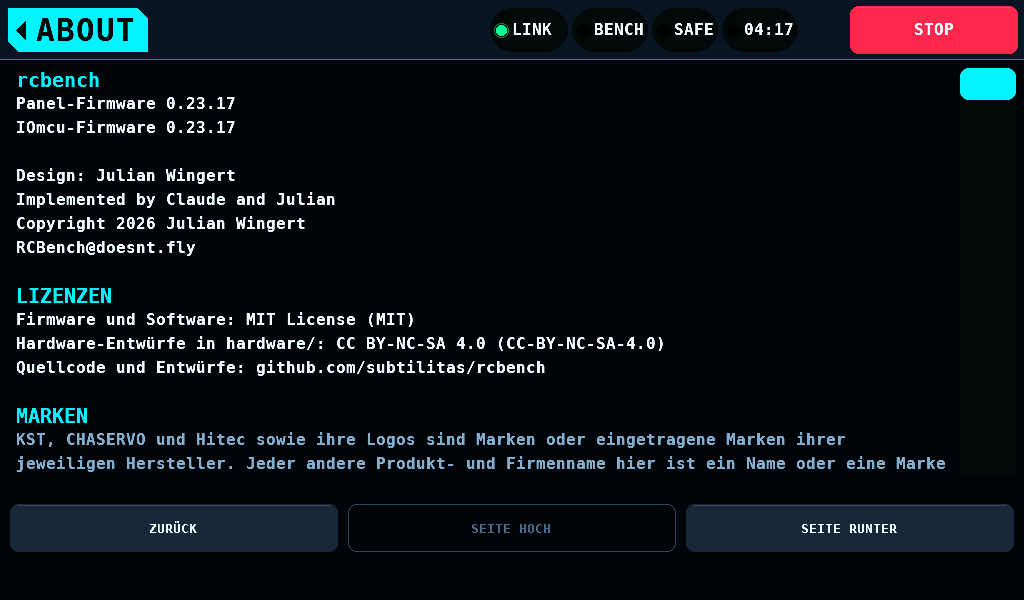 ABOUT
LINK
BENCH
SAFE
04:17
STOP
rcbench
Panel-Firmware 0.23.17
IOmcu-Firmware 0.23.17
Design: Julian Wingert
Implemented by Claude and Julian
Copyright 2026 Julian Wingert
RCBench@doesnt.fly
LIZENZEN
Firmware und Software: MIT License (MIT)
Hardware-Entwürfe in hardware/: CC BY-NC-SA 4.0 (CC-BY-NC-SA-4.0)
Quellcode und Entwürfe: github.com/subtilitas/rcbench
MARKEN
KST, CHASERVO und Hitec sowie ihre Logos sind Marken oder eingetragene Marken ihrer
jeweiligen Hersteller. Jeder andere Produkt- und Firmenname hier ist ein Name oder eine Marke
ZURÜCK
SEITE HOCH
SEITE RUNTER